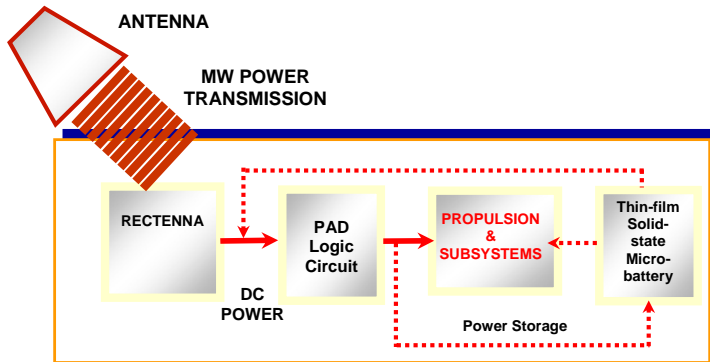 ANTENNA
MW POWER
TRANSMISSION
RECTENNA
DC
POWER
PAD
Logic
Circuit
PROPULSION
&
SUBSYSTEMS
Thin-film
Solid-
state
Micro-
battery
Power Storage